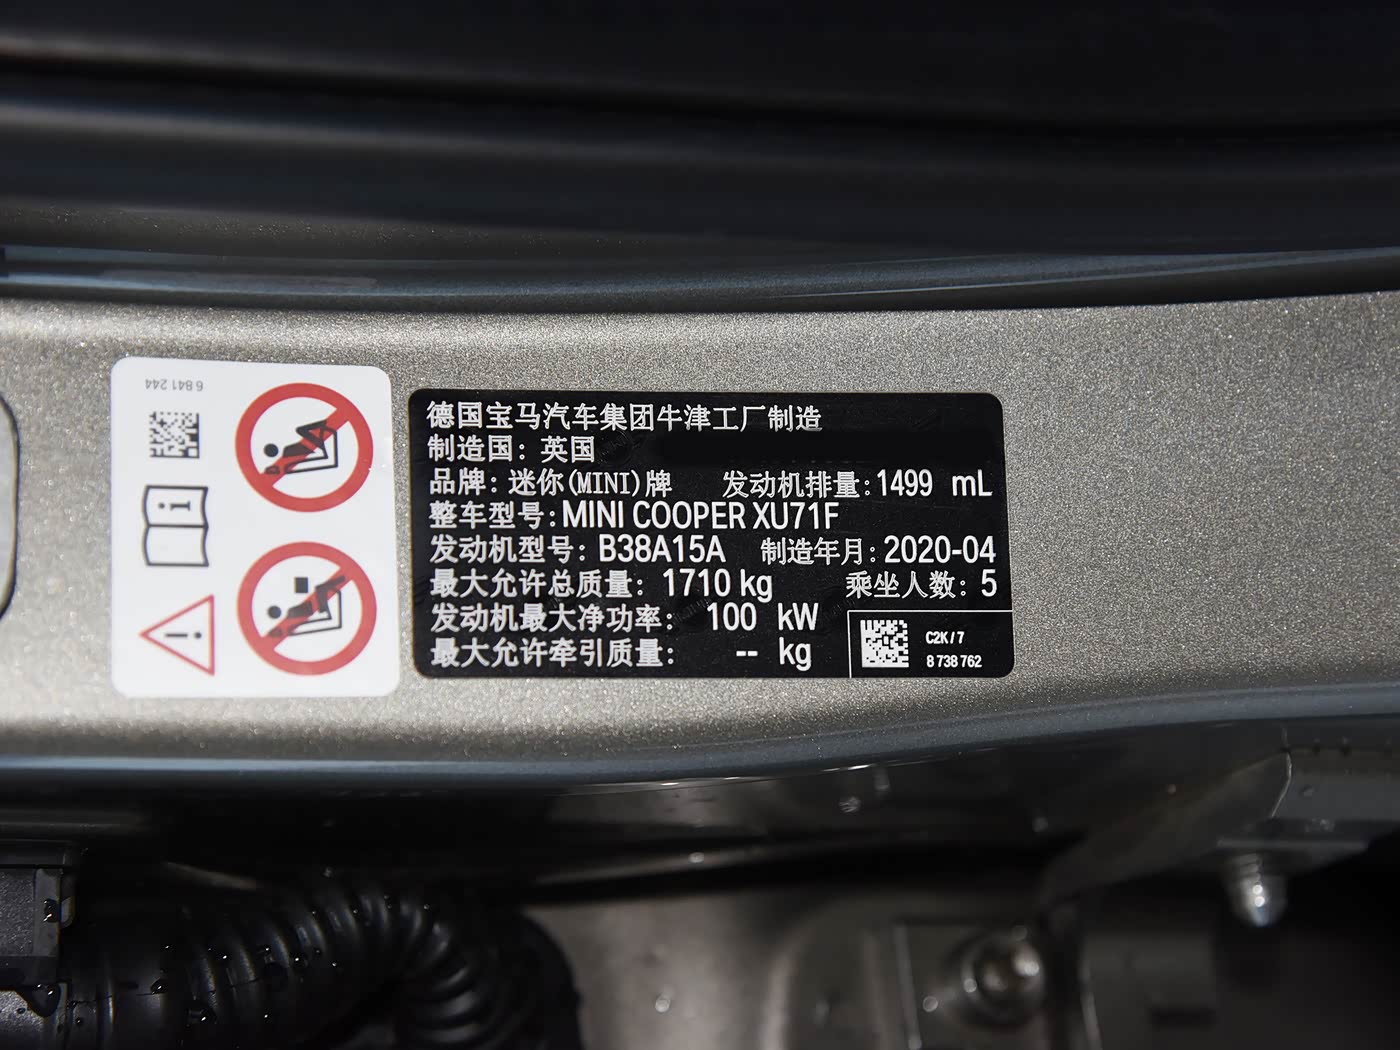 6 841 244
德国宝马汽车集团牛津工厂制造
制造国：英国
品牌：迷你(MINI)牌 发动机排量：1499 mL
整车型号：MINI COOPER XU71F
发动机型号：B38A15A 制造年月：2020-04
最大允许总质量：1710 kg 乘坐人数：5
发动机最大净功率：100 kW
最大允许牵引质量：-- kg
C2K / 7
8 738 762